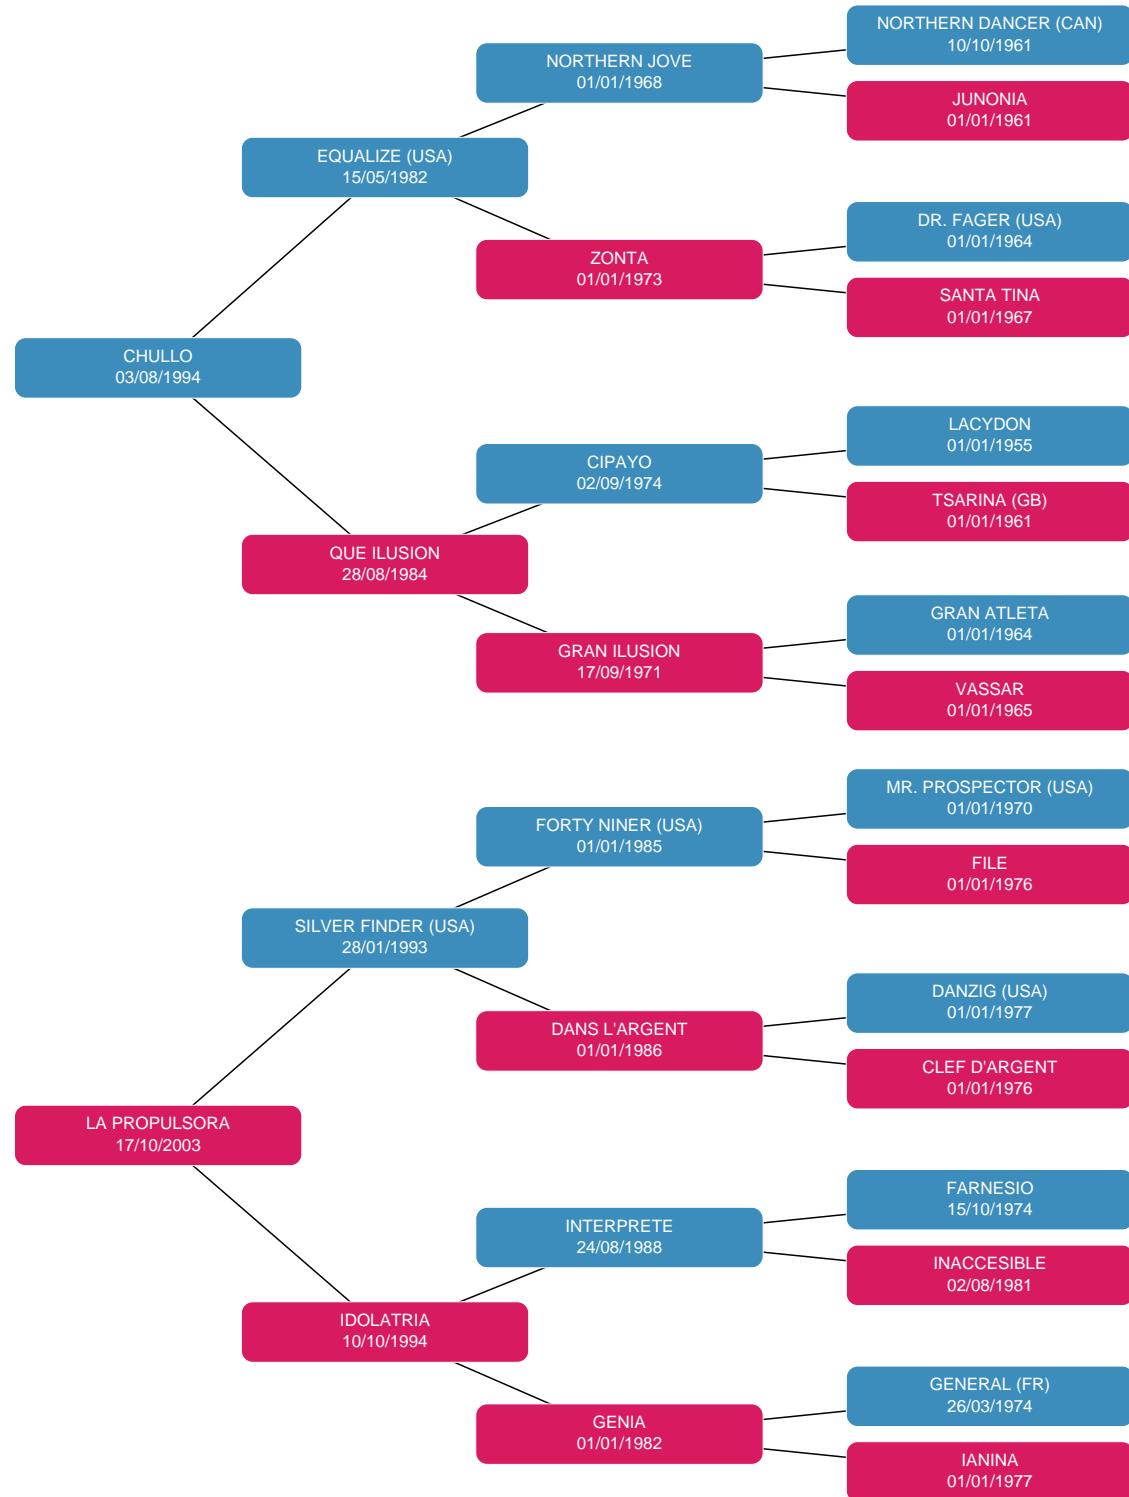 NORTHERN DANCER (CAN)
10/10/1961
NORTHERN JOVE
01/01/1968
JUNONIA
01/01/1961
EQUALIZE (USA)
15/05/1982
DR. FAGER (USA)
01/01/1964
ZONTA
01/01/1973
SANTA TINA
01/01/1967
CHULLO
03/08/1994
LACYDON
01/01/1955
CIPAYO
02/09/1974
TSARINA (GB)
01/01/1961
QUE ILUSION
28/08/1984
GRAN ATLETA
01/01/1964
GRAN ILUSION
17/09/1971
VASSAR
01/01/1965
MR. PROSPECTOR (USA)
01/01/1970
FORTY NINER (USA)
01/01/1985
FILE
01/01/1976
SILVER FINDER (USA)
28/01/1993
DANZIG (USA)
01/01/1977
DANS L'ARGENT
01/01/1986
CLEF D'ARGENT
01/01/1976
LA PROPULSORA
17/10/2003
FARNESIO
15/10/1974
INTERPRETE
24/08/1988
INACCESIBLE
02/08/1981
IDOLATRIA
10/10/1994
GENERAL (FR)
26/03/1974
GENIA
01/01/1982
IANINA
01/01/1977